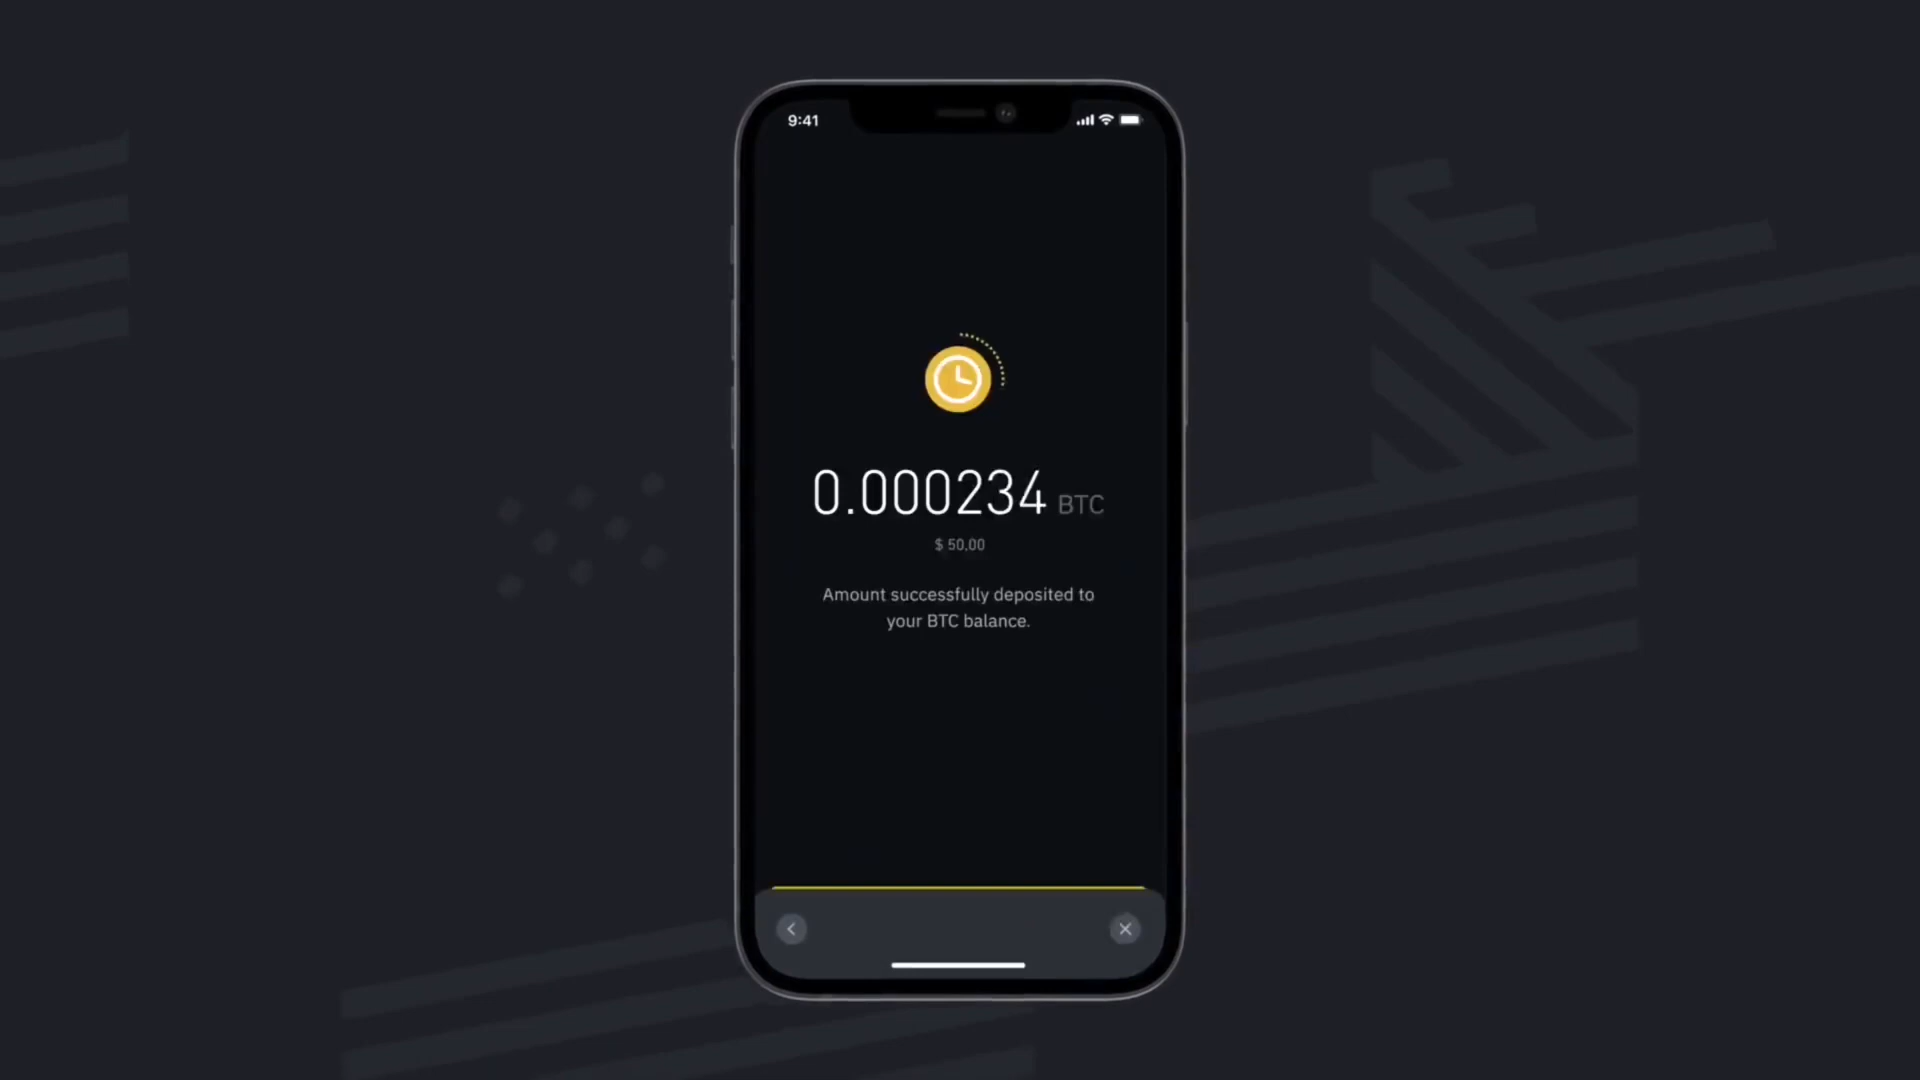 9:41
0.000234 BTC
$ 50,00
Amount successfully deposited to
your BTC balance.